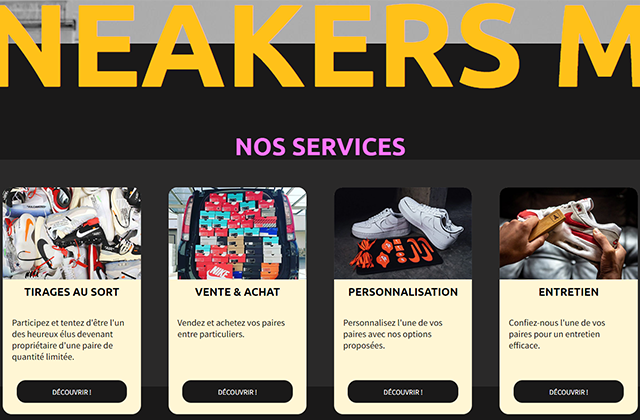 NEAKERS M
NOS SERVICES
TIRAGES AU SORT
Participez et tentez d'être l'un
des heureux élus devenant
propriétaire d'une paire de
quantité limitée.
DÉCOUVRIR !
VENTE & ACHAT
Vendez et achetez vos paires
entre particuliers.
DÉCOUVRIR !
PERSONNALISATION
Personnalisez l'une de vos
paires avec nos options
proposées.
DÉCOUVRIR !
ENTRETIEN
Confiez-nous l'une de vos
paires pour un entretien
efficace.
DÉCOUVRIR !